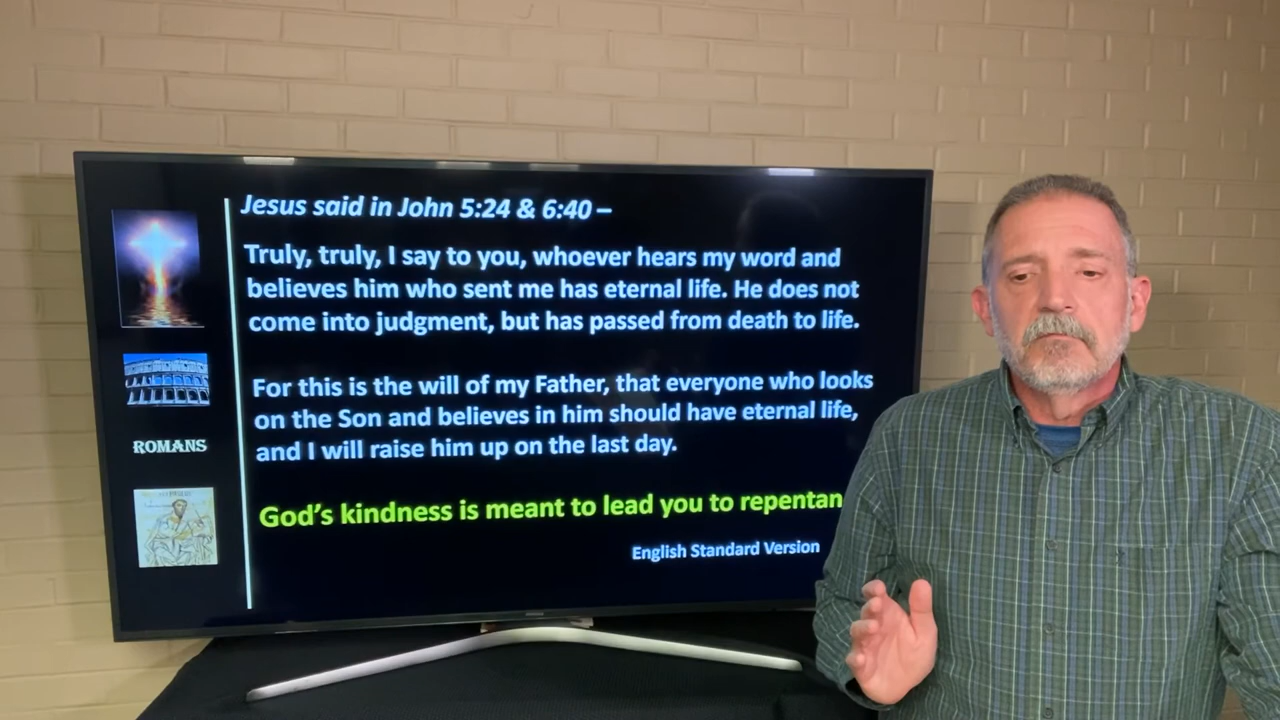 Jesus said in John 5:24 & 6:40 –
Truly, truly, I say to you, whoever hears my word and
believes him who sent me has eternal life. He does not
come into judgment, but has passed from death to life.
For this is the will of my Father, that everyone who looks
on the Son and believes in him should have eternal life,
and I will raise him up on the last day.
God's kindness is meant to lead you to repentan
English Standard Version
ROMANS